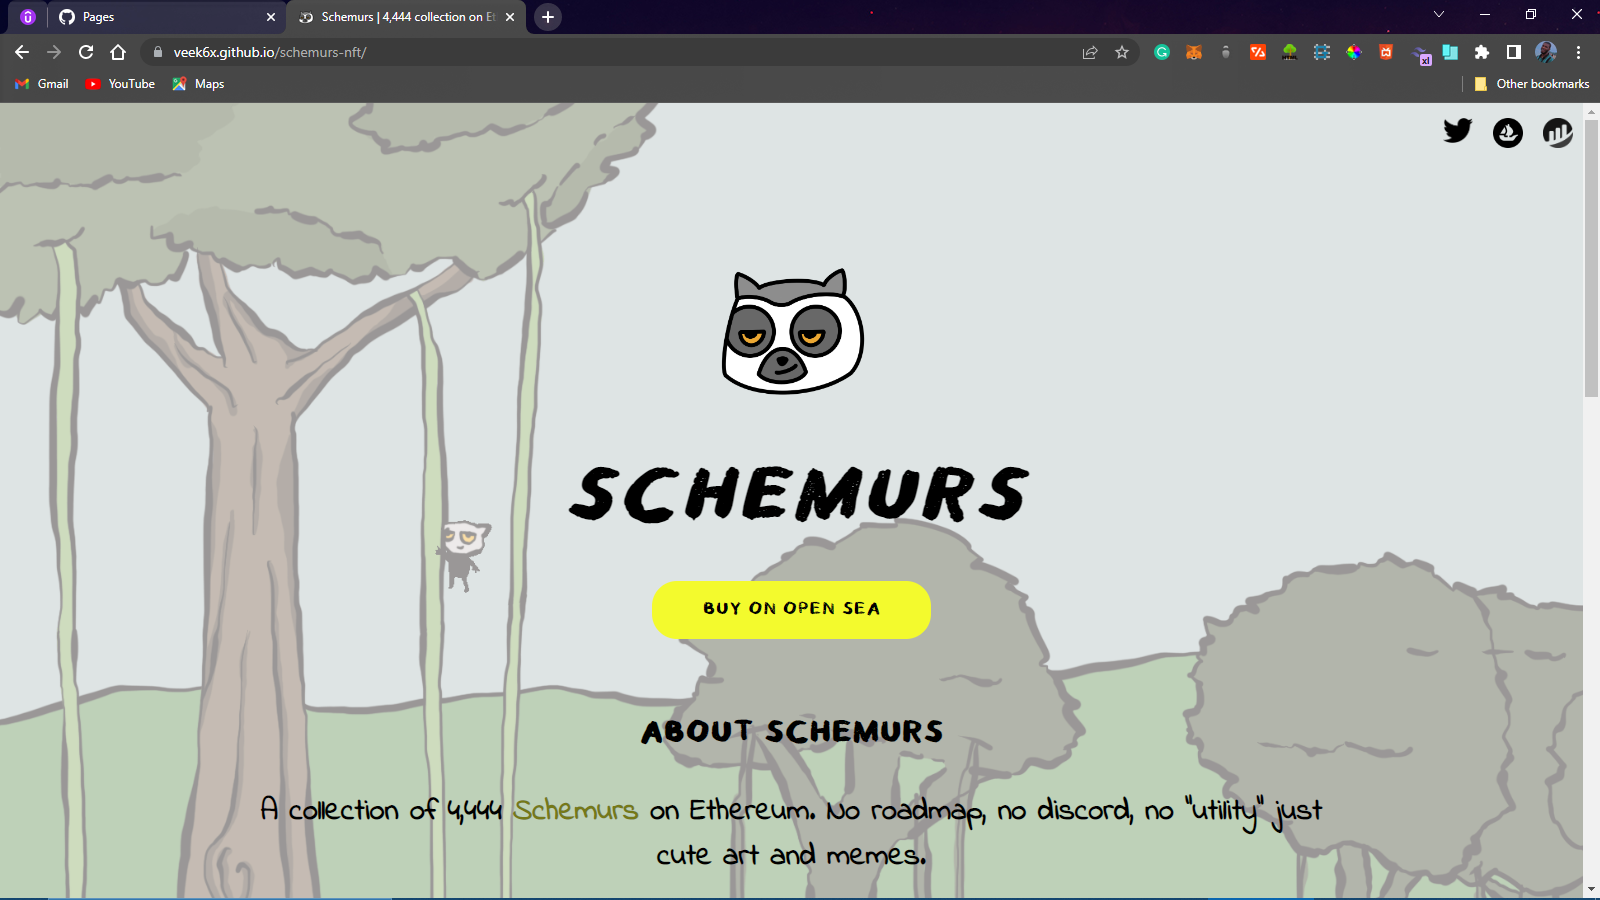 Pages
Schemurs | 4,444 collection on Et
veek6x.github.io/schemurs-nft/
xl
Gmail
YouTube
Maps
Other bookmarks
SCHEMURS
BUY ON OPEN SEA
ABOUT SCHEMURS
A collection of 4,444 Schemurs on Ethereum. No roadmap, no discord, no "utility" just
cute art and memes.